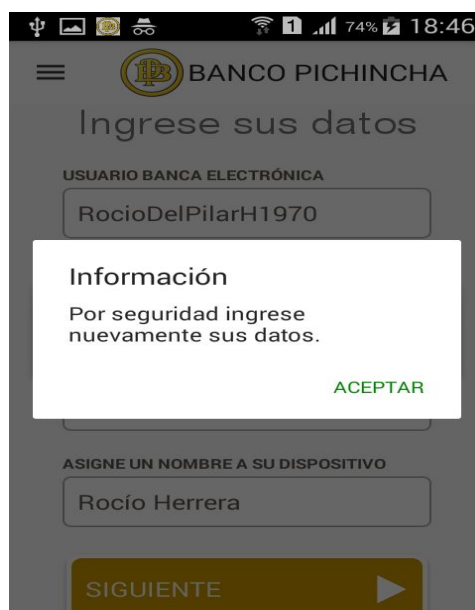 1 74% 18:46
BANCO PICHINCHA
Ingrese sus datos
USUARIO BANCA ELECTRÓNICA
RocioDelPilarH1970
Información
Por seguridad ingrese
nuevamente sus datos.
ACEPTAR
ASIGNE UN NOMBRE A SU DISPOSITIVO
Rocío Herrera
SIGUIENTE